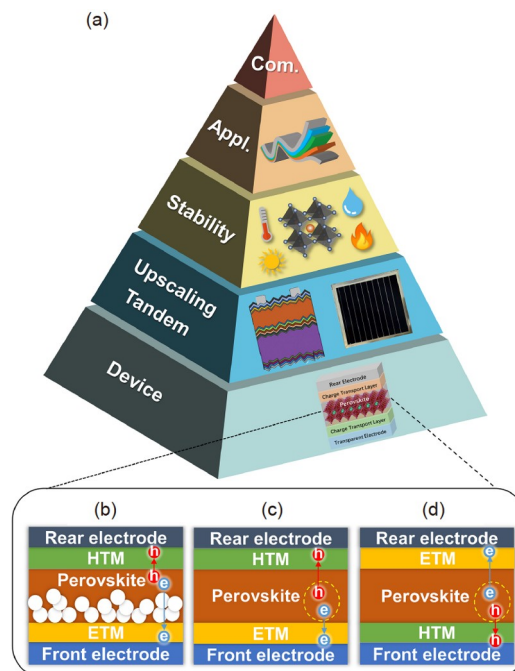 (a)
Com.
Appl.
Stability
Upscaling
Tandem
Device
Rear Electrode
Charge Transport Layer
Perovskite
Charge Transport Layer
Transparent Electrode
(b)
Rear electrode
HTM
h
Perovskite
h e
ETM
e
Front electrode
(c)
Rear electrode
HTM
h
Perovskite
h
e
ETM
e
Front electrode
(d)
Rear electrode
ETM
e
Perovskite
e
h
HTM
h
Front electrode